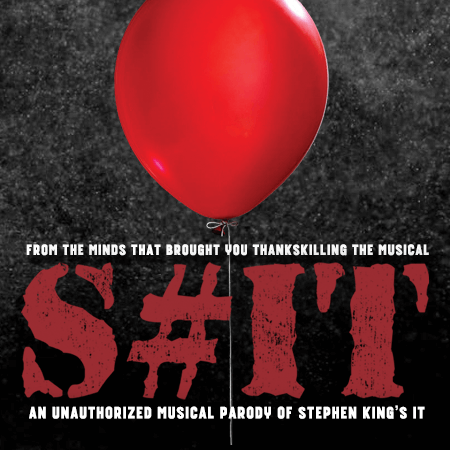 FROM THE MINDS THAT BROUGHT YOU THANKSKILLING THE MUSICAL
S#IT
AN UNAUTHORIZED MUSICAL PARODY OF STEPHEN KING'S IT